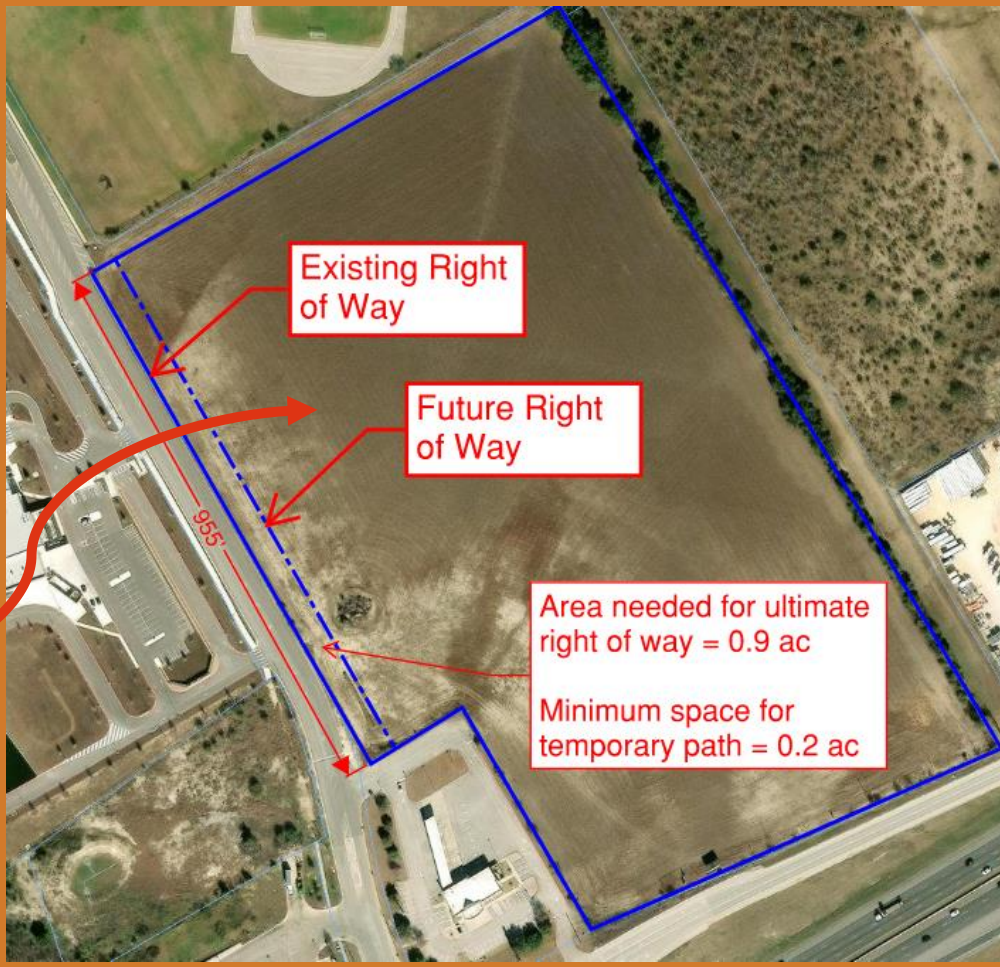 Existing Right
of Way
Future Right
of Way
955'
Area needed for ultimate
right of way = 0.9 ac
Minimum space for
temporary path = 0.2 ac